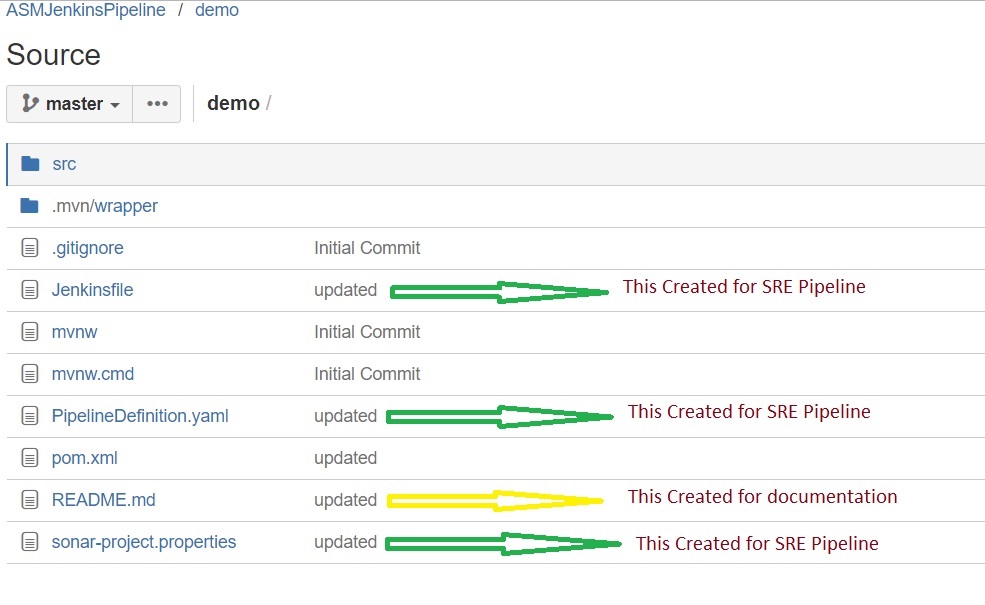 ASMJenkinsPipeline / demo
Source
master ••• demo /
src
.mvn/wrapper
.gitignore Initial Commit
Jenkinsfile updated This Created for SRE Pipeline
mvnw Initial Commit
mvnw.cmd Initial Commit
PipelineDefinition.yaml updated This Created for SRE Pipeline
pom.xml updated
README.md updated This Created for documentation
sonar-project.properties updated This Created for SRE Pipeline